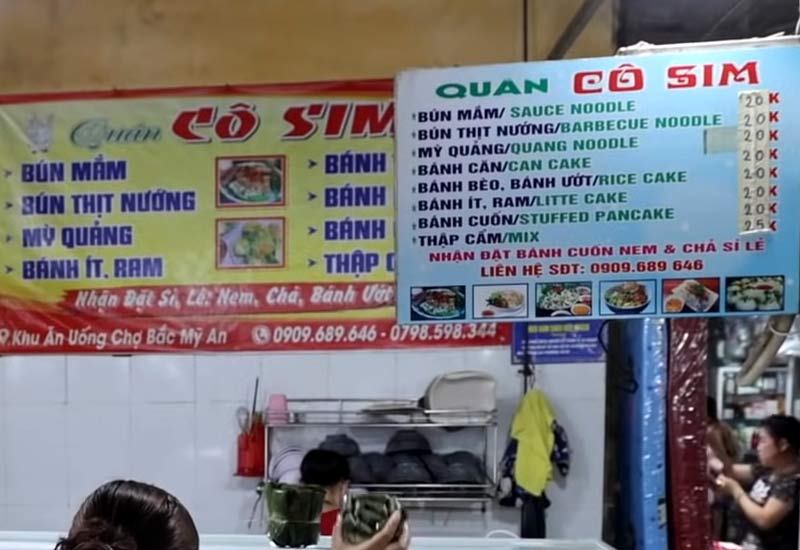 Quán CÔ SIM
BÚN MẮM
BÚN THỊT NƯỚNG
MỲ QUẢNG
BÁNH ÍT, RAM
BÁNH
BÁNH
BÁNH
THẬP
Nhận Đặt Sỉ, Lẻ: Nem, Chả, Bánh Ướt
Khu Ăn Uống Chợ Bắc Mỹ An 0909.689.646 - 0798.598.344
QUÁN CÔ SIM
BÚN MẮM/ SAUCE NOODLE 20K
BÚN THỊT NƯỚNG/BARBECUE NOODLE 20K
MỲ QUẢNG/QUANG NOODLE 20K
BÁNH CĂN/CAN CAKE 20K
BÁNH BÈO, BÁNH ƯỚT/RICE CAKE 20K
BÁNH ÍT, RAM/LITTE CAKE 20K
BÁNH CUỐN/STUFFED PANCAKE 20K
THẬP CẨM/MIX 25K
NHẬN ĐẶT BÁNH CUỐN NEM & CHẢ SỈ LẺ
LIÊN HỆ SĐT: 0909.689 646